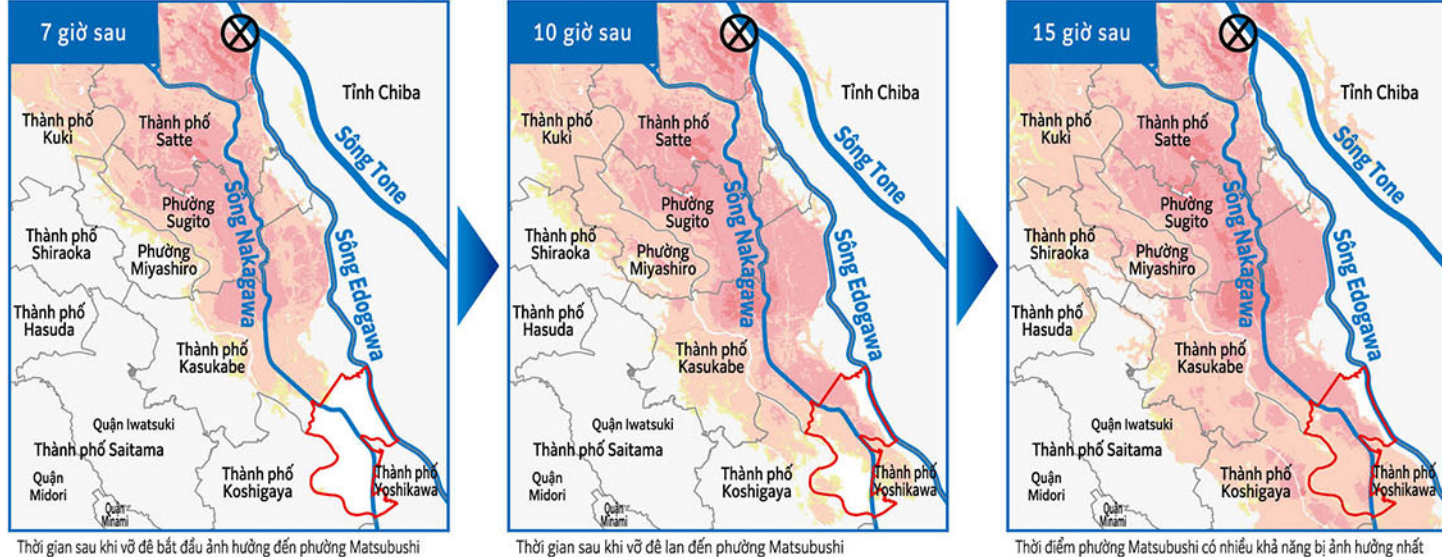 7 giờ sau
Tỉnh Chiba
Thành phố
Kuki
Thành phố
Satte
Sông Tone
Phường
Sugito
Sông Nakagawa
Thành phố
Shiraoka
Phường
Miyashiro
Sông Edogawa
Thành phố
Hasuda
Thành phố
Kasukabe
Quận Iwatsuki
Thành phố Saitama
Quận
Midori
Thành phố
Koshigaya
Thành phố
Yoshikawa
Quận
Minami
Thời gian sau khi vỡ đê bắt đầu ảnh hưởng đến phường Matsubushi
10 giờ sau
Tỉnh Chiba
Thành phố
Kuki
Thành phố
Satte
Sông Tone
Phường
Sugito
Sông Nakagawa
Thành phố
Shiraoka
Phường
Miyashiro
Sông Edogawa
Thành phố
Hasuda
Thành phố
Kasukabe
Quận Iwatsuki
Thành phố Saitama
Quận
Midori
Thành phố
Koshigaya
Thành phố
Yoshikawa
Quận
Minami
Thời gian sau khi vỡ đê lan đến phường Matsubushi
15 giờ sau
Tỉnh Chiba
Thành phố
Kuki
Thành phố
Satte
Sông Tone
Phường
Sugito
Sông Nakagawa
Thành phố
Shiraoka
Phường
Miyashiro
Sông Edogawa
Thành phố
Hasuda
Thành phố
Kasukabe
Quận Iwatsuki
Thành phố Saitama
Quận
Midori
Thành phố
Koshigaya
Thành phố
Yoshikawa
Quận
Minami
Thời điểm phường Matsubushi có nhiều khả năng bị ảnh hưởng nhất